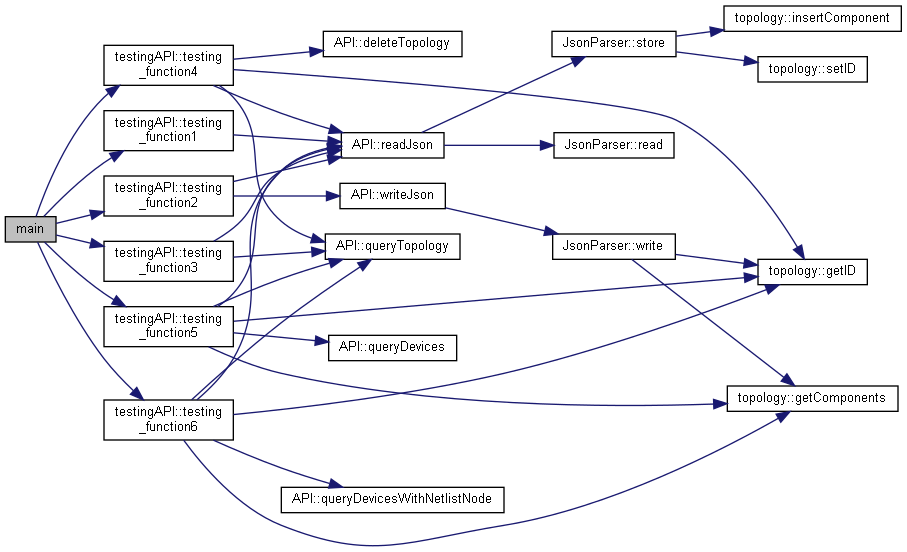 main
testingAPI::testing
_function4
testingAPI::testing
_function1
testingAPI::testing
_function2
testingAPI::testing
_function3
testingAPI::testing
_function5
testingAPI::testing
_function6
API::deleteTopology
API::readJson
API::writeJson
API::queryTopology
API::queryDevices
API::queryDevicesWithNetlistNode
JsonParser::store
JsonParser::read
JsonParser::write
topology::insertComponent
topology::setID
topology::getID
topology::getComponents